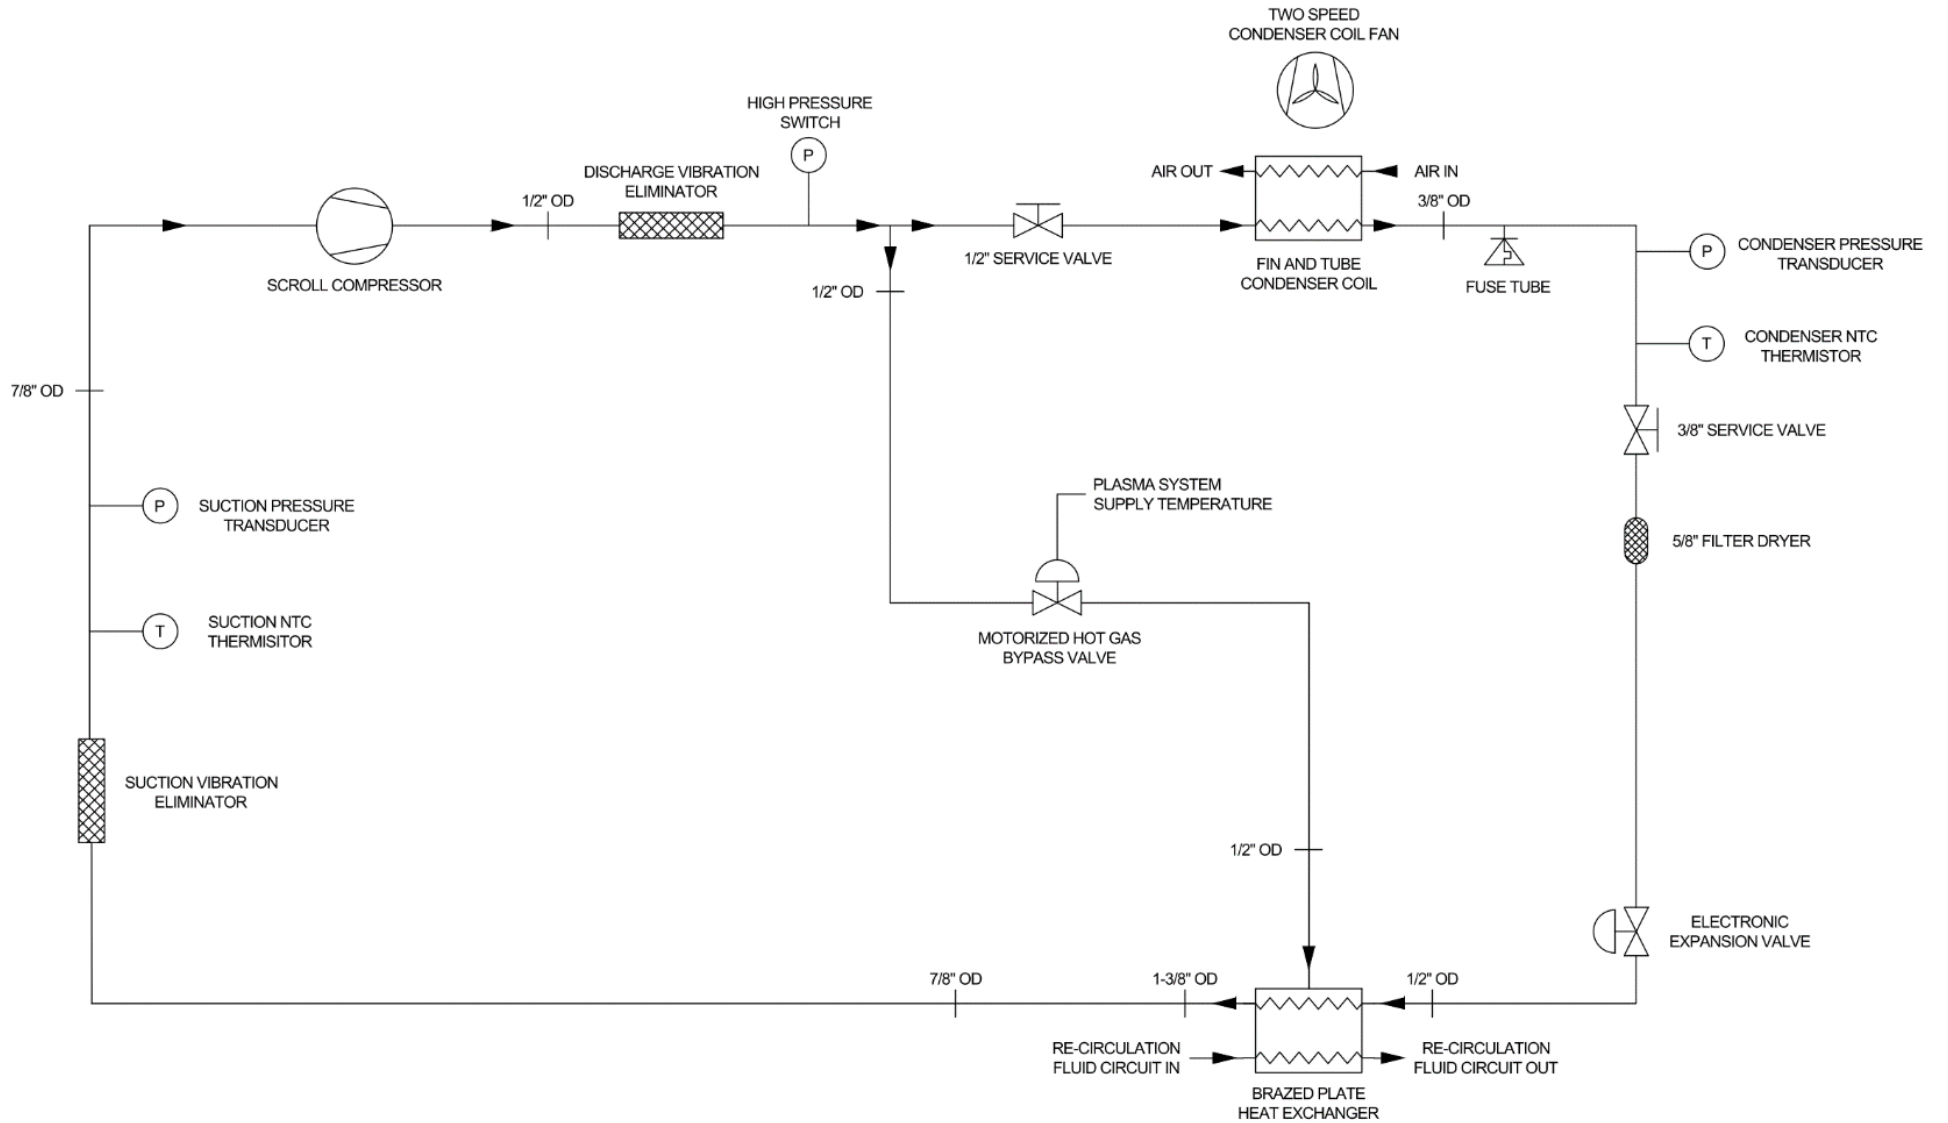 TWO SPEED
CONDENSER COIL FAN
HIGH PRESSURE
SWITCH
P
DISCHARGE VIBRATION
ELIMINATOR
AIR OUT
AIR IN
1/2" OD
3/8" OD
SCROLL COMPRESSOR
1/2" SERVICE VALVE
FIN AND TUBE
CONDENSER COIL
FUSE TUBE
P
CONDENSER PRESSURE
TRANSDUCER
1/2" OD
T
CONDENSER NTC
THERMISTOR
7/8" OD
3/8" SERVICE VALVE
P
SUCTION PRESSURE
TRANSDUCER
PLASMA SYSTEM
SUPPLY TEMPERATURE
5/8" FILTER DRYER
T
SUCTION NTC
THERMISITOR
MOTORIZED HOT GAS
BYPASS VALVE
SUCTION VIBRATION
ELIMINATOR
1/2" OD
ELECTRONIC
EXPANSION VALVE
7/8" OD
1-3/8" OD
1/2" OD
RE-CIRCULATION
FLUID CIRCUIT IN
RE-CIRCULATION
FLUID CIRCUIT OUT
BRAZED PLATE
HEAT EXCHANGER